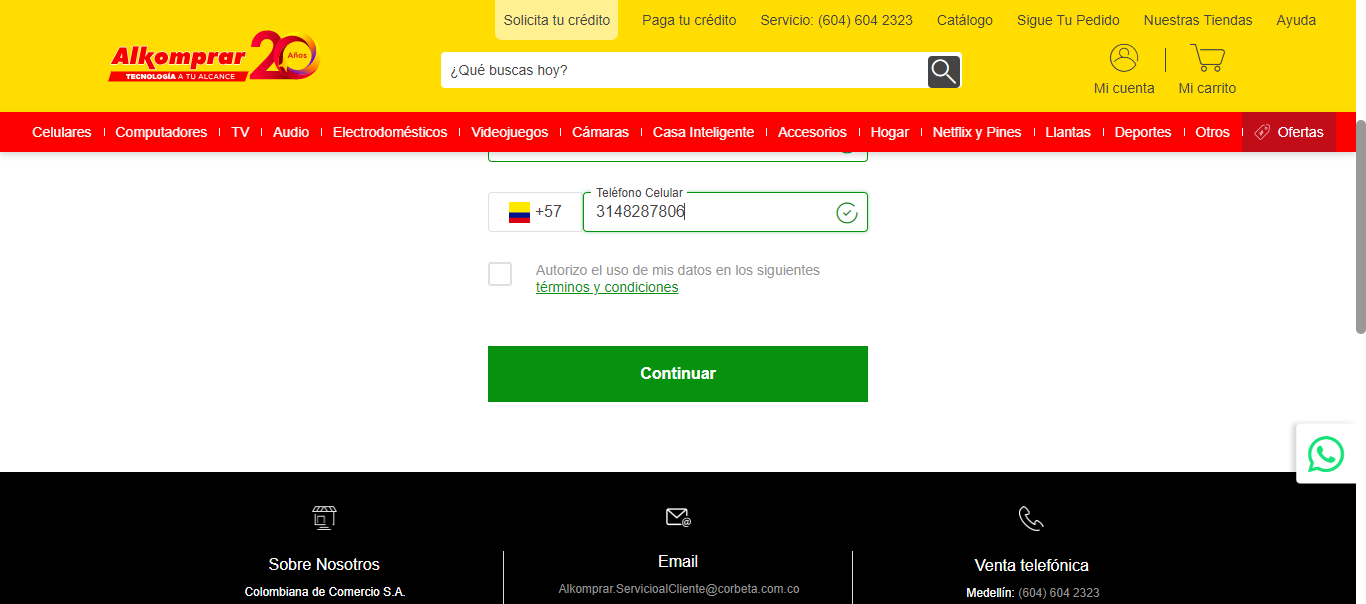 Solicita tu crédito
Paga tu crédito
Servicio: (604) 604 2323
Catálogo
Sigue Tu Pedido
Nuestras Tiendas
Ayuda
Alkomprar 20 Años
TECNOLOGÍA A TU ALCANCE
¿Qué buscas hoy?
Mi cuenta
Mi carrito
Celulares
Computadores
TV
Audio
Electrodomésticos
Videojuegos
Cámaras
Casa Inteligente
Accesorios
Hogar
Netflix y Pines
Llantas
Deportes
Otros
Ofertas
Teléfono Celular
+57
3148287806
Autorizo el uso de mis datos en los siguientes
términos y condiciones
Continuar
Sobre Nosotros
Colombiana de Comercio S.A.
Email
Alkomprar.ServicioalCliente@corbeta.com.co
Venta telefónica
Medellín: (604) 604 2323